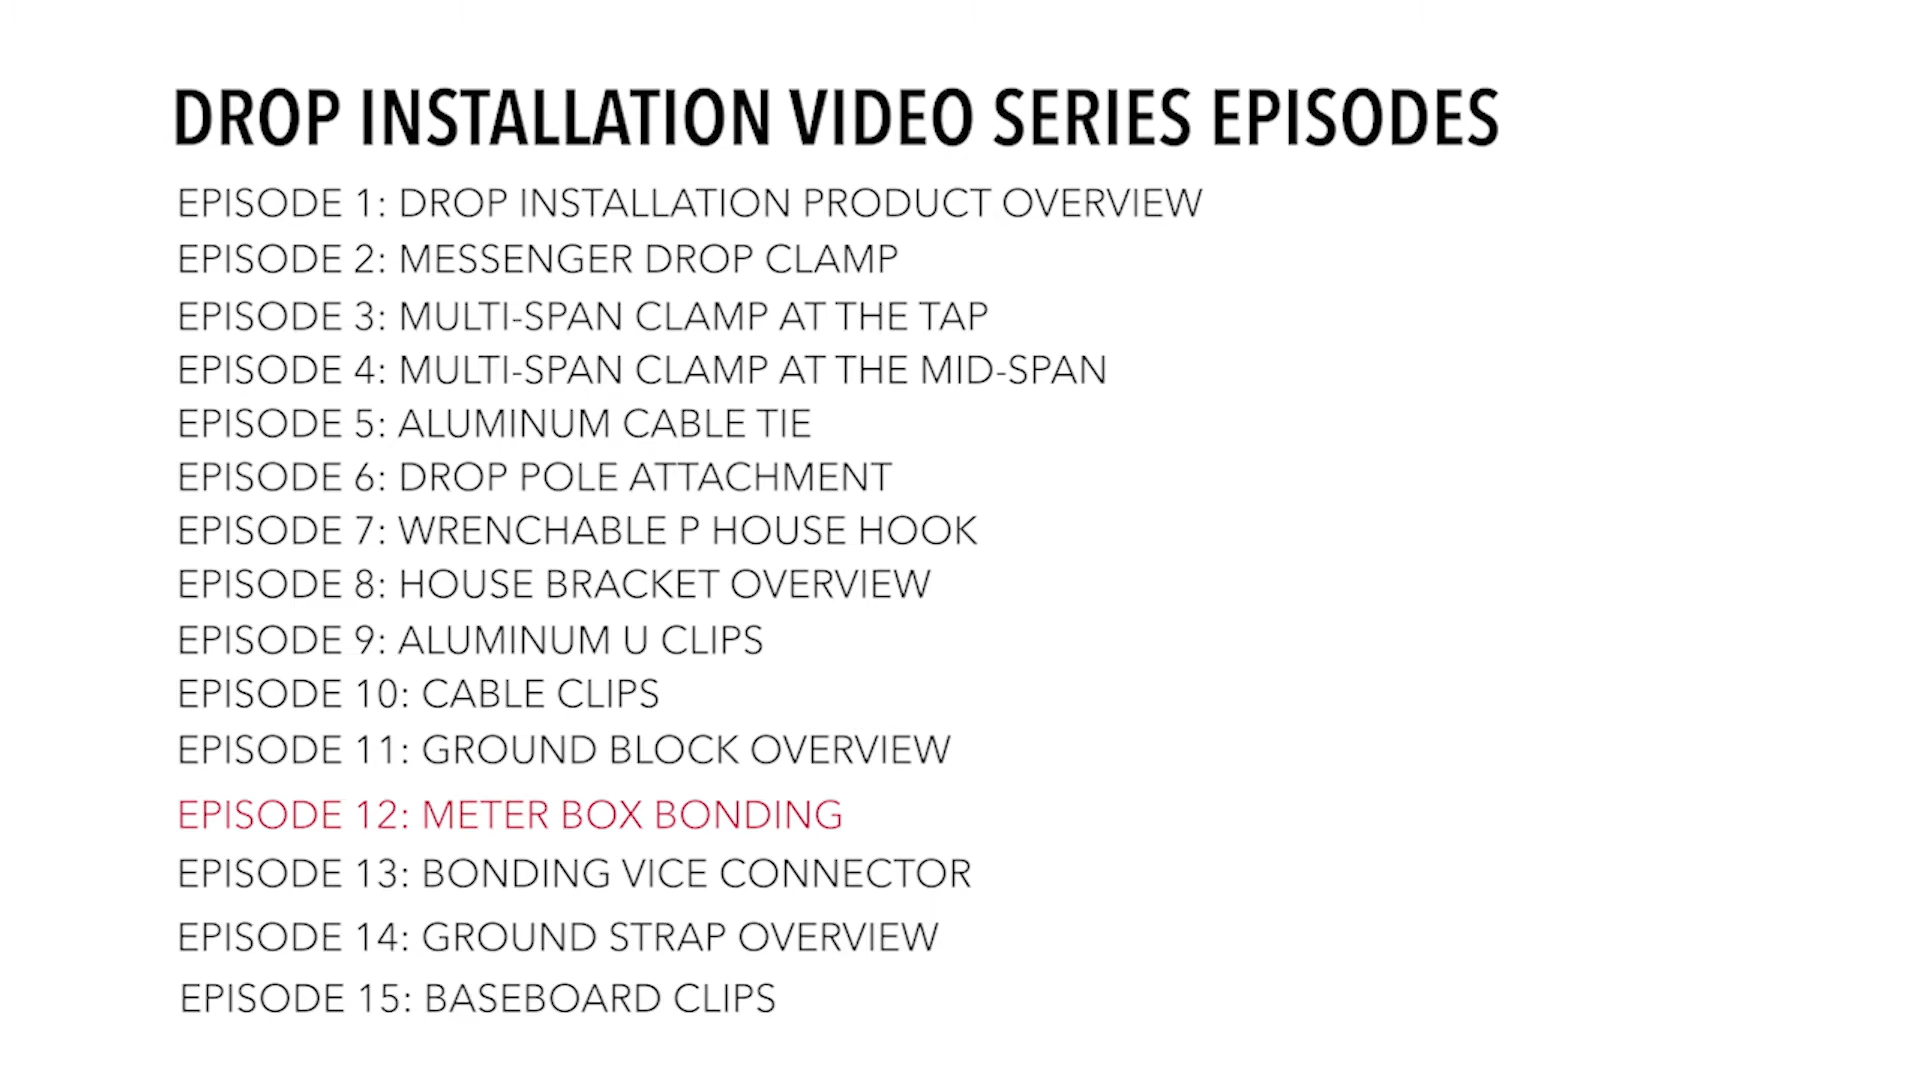 DROP INSTALLATION VIDEO SERIES EPISODES
EPISODE 1: DROP INSTALLATION PRODUCT OVERVIEW
EPISODE 2: MESSENGER DROP CLAMP
EPISODE 3: MULTI-SPAN CLAMP AT THE TAP
EPISODE 4: MULTI-SPAN CLAMP AT THE MID-SPAN
EPISODE 5: ALUMINUM CABLE TIE
EPISODE 6: DROP POLE ATTACHMENT
EPISODE 7: WRENCHABLE P HOUSE HOOK
EPISODE 8: HOUSE BRACKET OVERVIEW
EPISODE 9: ALUMINUM U CLIPS
EPISODE 10: CABLE CLIPS
EPISODE 11: GROUND BLOCK OVERVIEW
EPISODE 12: METER BOX BONDING
EPISODE 13: BONDING VICE CONNECTOR
EPISODE 14: GROUND STRAP OVERVIEW
EPISODE 15: BASEBOARD CLIPS